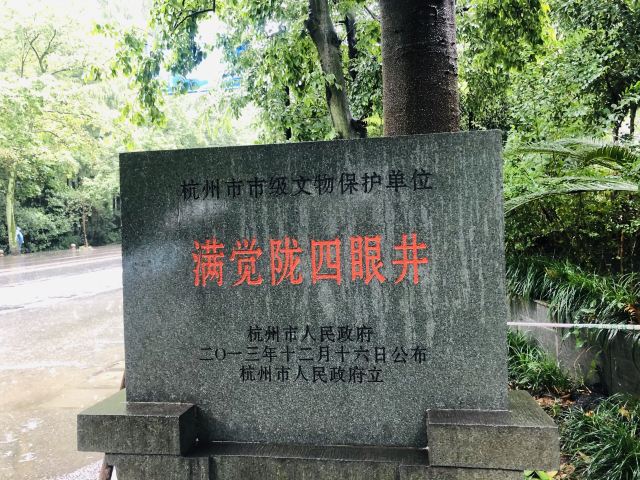 杭州市市级文物保护单位
满觉陇四眼井
杭州市人民政府
二〇一三年十二月十六日公布
杭州市人民政府立